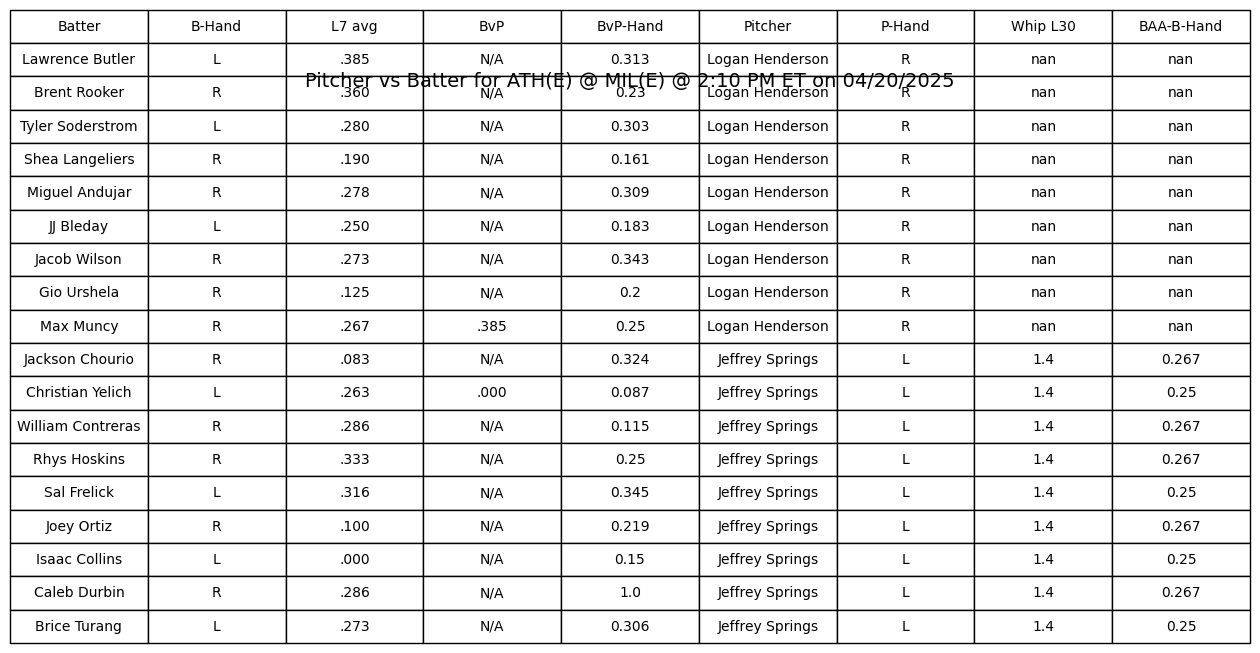 Batter B-Hand L7 avg BvP BvP-Hand Pitcher P-Hand Whip L30 BAA-B-Hand
Lawrence Butler L .385 N/A 0.313 Logan Henderson R nan nan
Pitcher vs Batter for ATH(E) @ MIL(E) @ 2:10 PM ET on 04/20/2025
Brent Rooker R .360 N/A 0.23 Logan Henderson R nan nan
Tyler Soderstrom L .280 N/A 0.303 Logan Henderson R nan nan
Shea Langeliers R .190 N/A 0.161 Logan Henderson R nan nan
Miguel Andujar R .278 N/A 0.309 Logan Henderson R nan nan
JJ Bleday L .250 N/A 0.183 Logan Henderson R nan nan
Jacob Wilson R .273 N/A 0.343 Logan Henderson R nan nan
Gio Urshela R .125 N/A 0.2 Logan Henderson R nan nan
Max Muncy R .267 .385 0.25 Logan Henderson R nan nan
Jackson Chourio R .083 N/A 0.324 Jeffrey Springs L 1.4 0.267
Christian Yelich L .263 .000 0.087 Jeffrey Springs L 1.4 0.25
William Contreras R .286 N/A 0.115 Jeffrey Springs L 1.4 0.267
Rhys Hoskins R .333 N/A 0.25 Jeffrey Springs L 1.4 0.267
Sal Frelick L .316 N/A 0.345 Jeffrey Springs L 1.4 0.25
Joey Ortiz R .100 N/A 0.219 Jeffrey Springs L 1.4 0.267
Isaac Collins L .000 N/A 0.15 Jeffrey Springs L 1.4 0.25
Caleb Durbin R .286 N/A 1.0 Jeffrey Springs L 1.4 0.267
Brice Turang L .273 N/A 0.306 Jeffrey Springs L 1.4 0.25